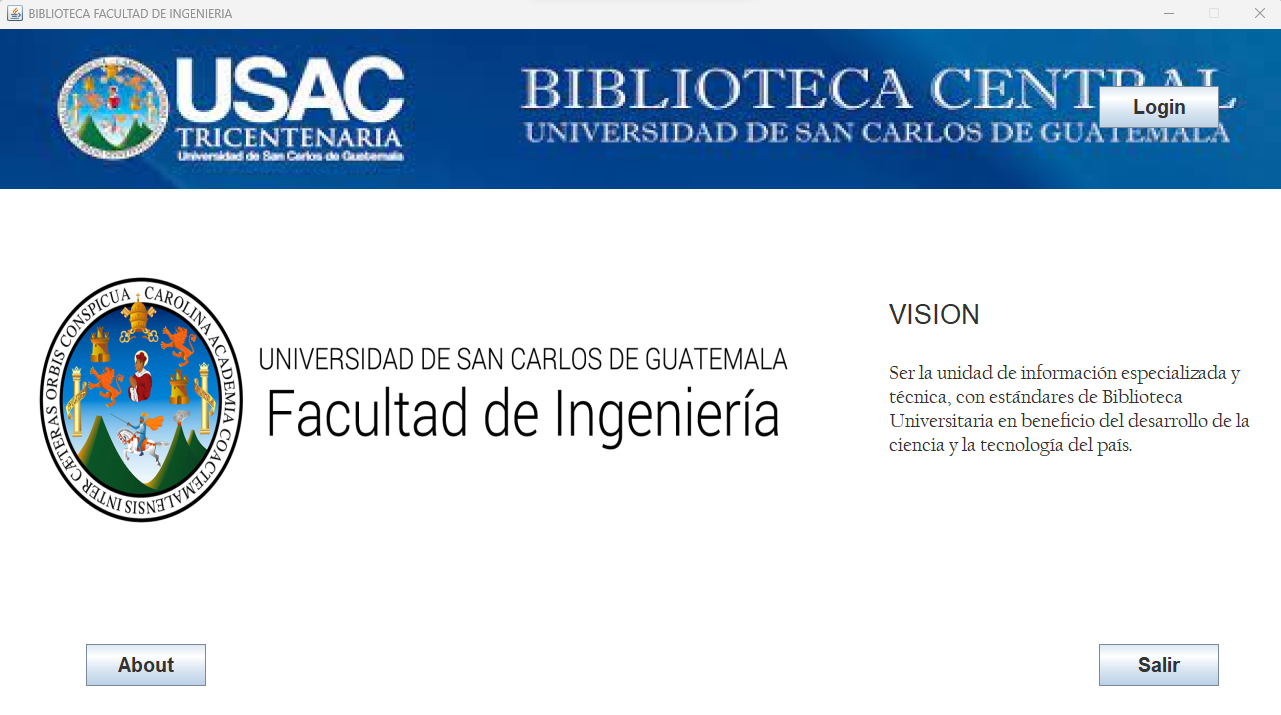 BIBLIOTECA FACULTAD DE INGENIERIA
USAC
TRICENTENARIA
Universidad de San Carlos de Guatemala
BIBLIOTECA CENTRAL
UNIVERSIDAD DE SAN CARLOS DE GUATEMALA
Login
CAROLINA ACADEMIA COACTEMALENSIS INTER CÆTERAS ORBIS CONSPICUA
UNIVERSIDAD DE SAN CARLOS DE GUATEMALA
Facultad de Ingeniería
VISION
Ser la unidad de información especializada y
técnica, con estándares de Biblioteca
Universitaria en beneficio del desarrollo de la
ciencia y la tecnología del país.
About
Salir